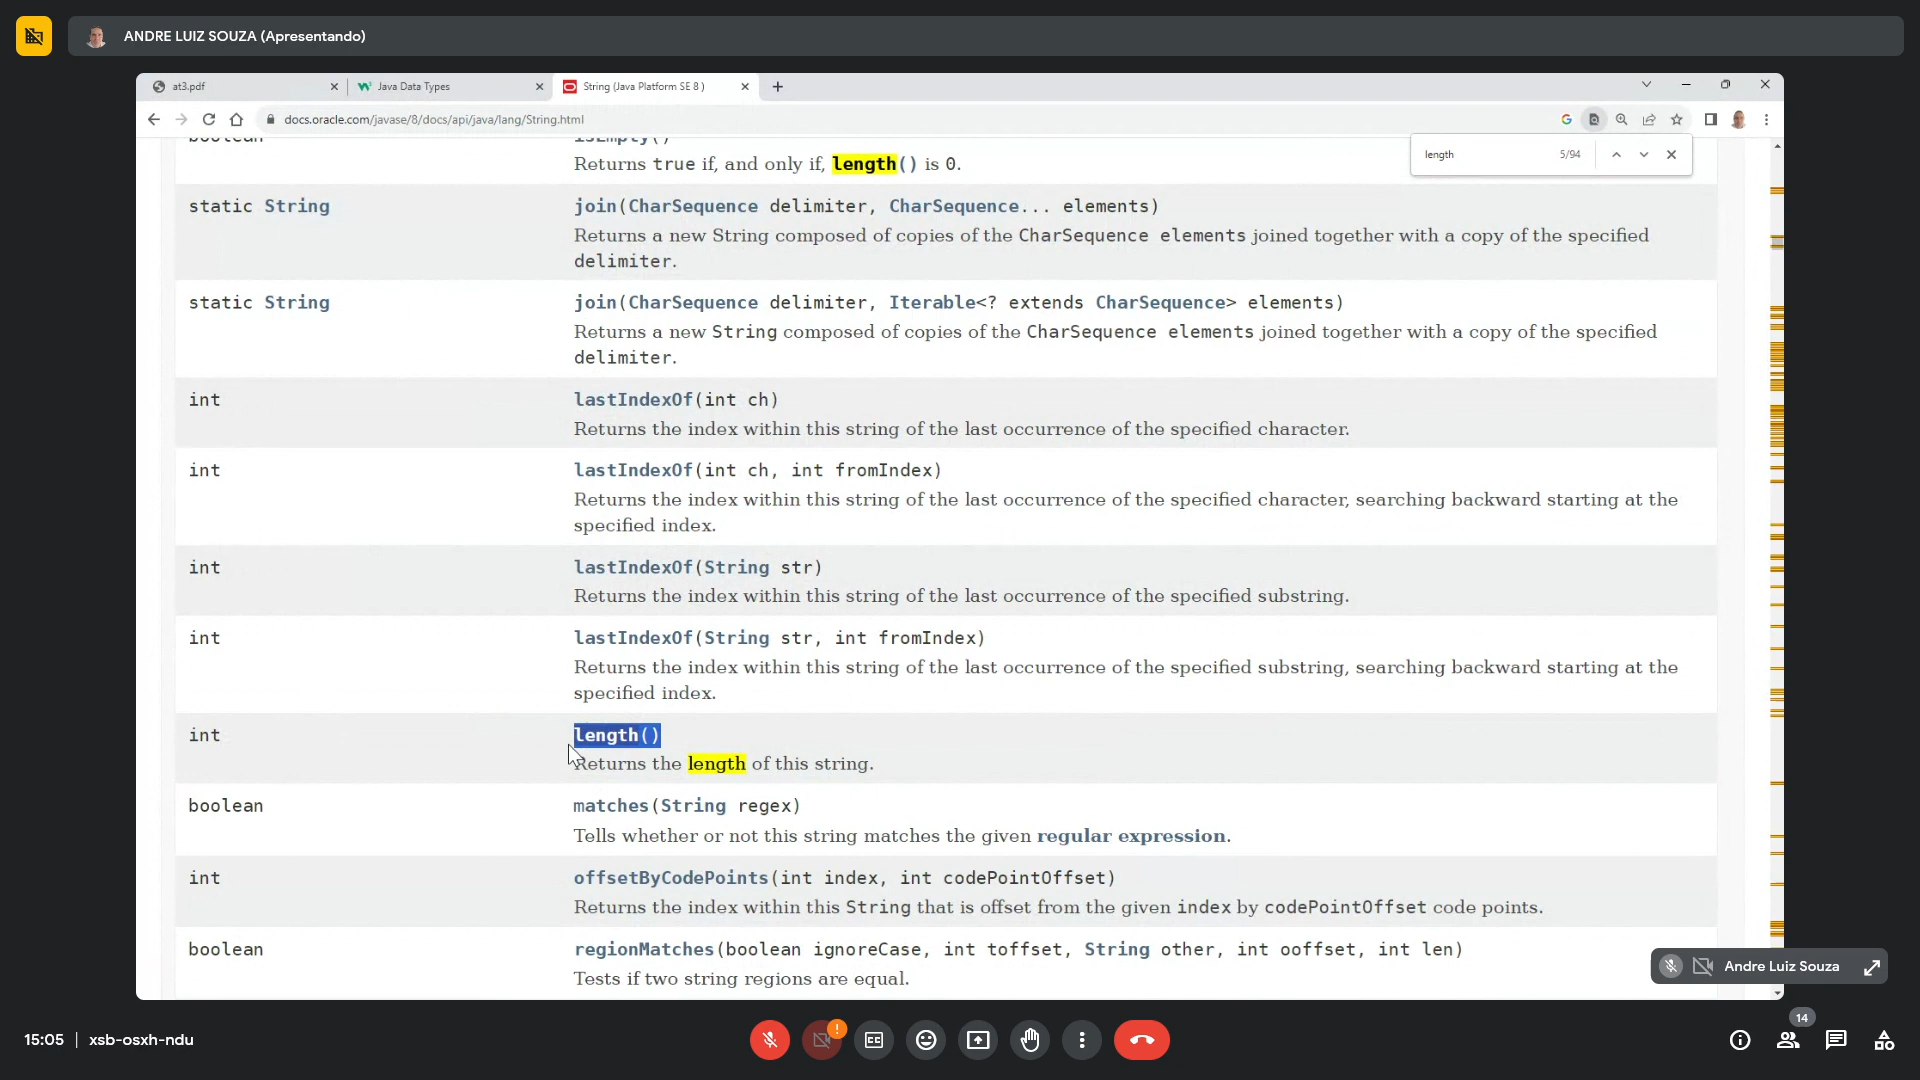 ANDRE LUIZ SOUZA (Apresentando)
at3.pdf
Java Data Types
String (Java Platform SE 8 )
docs.oracle.com/javase/8/docs/api/java/lang/String.html
length 5/94
boolean isEmpty()
Returns true if, and only if, length() is 0.
static String join(CharSequence delimiter, CharSequence... elements)
Returns a new String composed of copies of the CharSequence elements joined together with a copy of the specified
delimiter.
static String join(CharSequence delimiter, Iterable<? extends CharSequence> elements)
Returns a new String composed of copies of the CharSequence elements joined together with a copy of the specified
delimiter.
int lastIndexOf(int ch)
Returns the index within this string of the last occurrence of the specified character.
int lastIndexOf(int ch, int fromIndex)
Returns the index within this string of the last occurrence of the specified character, searching backward starting at the
specified index.
int lastIndexOf(String str)
Returns the index within this string of the last occurrence of the specified substring.
int lastIndexOf(String str, int fromIndex)
Returns the index within this string of the last occurrence of the specified substring, searching backward starting at the
specified index.
int length()
Returns the length of this string.
boolean matches(String regex)
Tells whether or not this string matches the given regular expression.
int offsetByCodePoints(int index, int codePointOffset)
Returns the index within this String that is offset from the given index by codePointOffset code points.
boolean regionMatches(boolean ignoreCase, int toffset, String other, int ooffset, int len)
Tests if two string regions are equal.
Andre Luiz Souza
15:05 | xsb-osxh-ndu
14